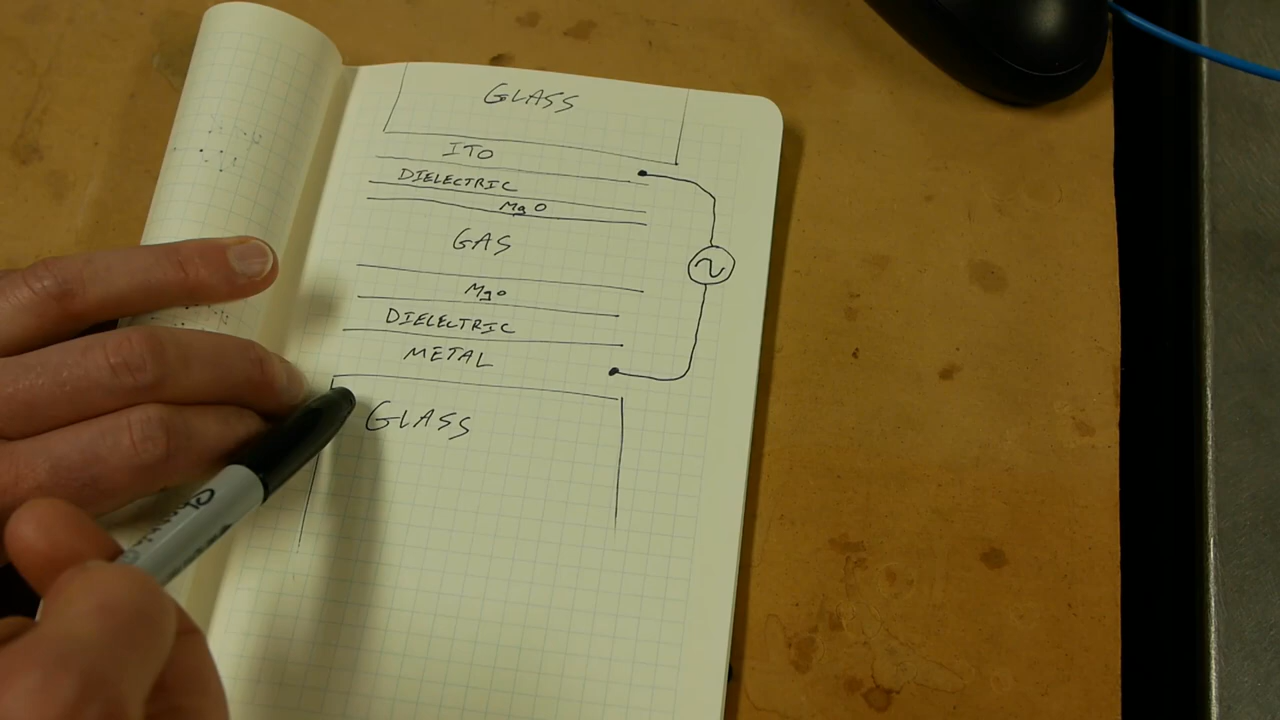 GLASS
ITO
DIELECTRIC
MgO
GAS
MgO
DIELECTRIC
METAL
GLASS